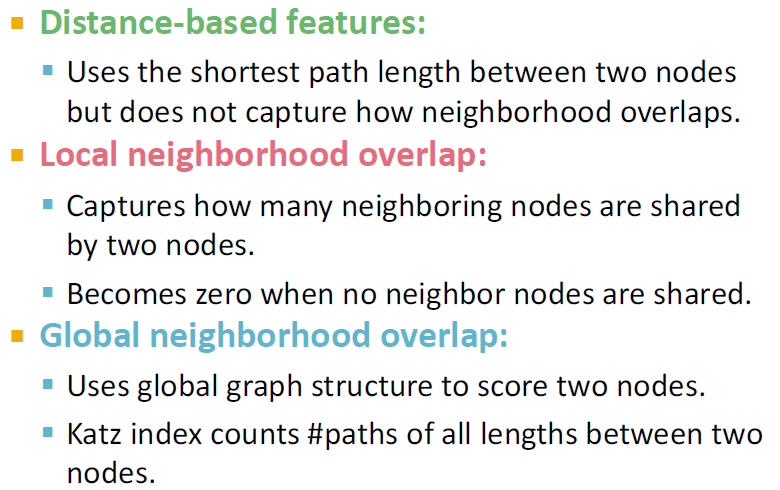 Distance-based features:
Uses the shortest path length between two nodes
but does not capture how neighborhood overlaps.
Local neighborhood overlap:
Captures how many neighboring nodes are shared
by two nodes.
Becomes zero when no neighbor nodes are shared.
Global neighborhood overlap:
Uses global graph structure to score two nodes.
Katz index counts #paths of all lengths between two
nodes.